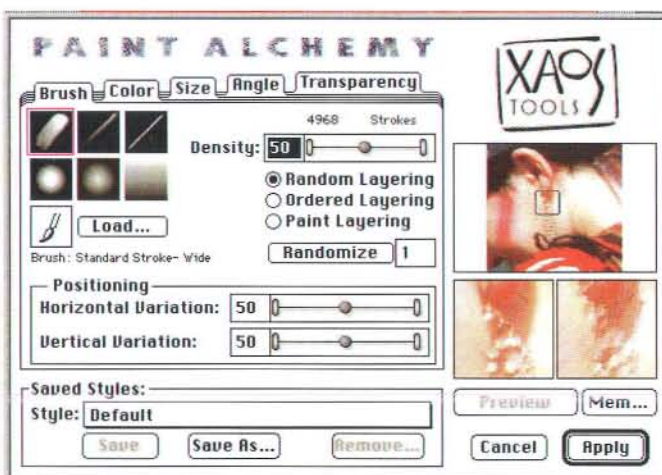 PAINT ALCHEMY
Brush Color Size Angle Transparency
XAOS
TOOLS
4968 Strokes
Density: 50
Random Layering
Ordered Layering
Paint Layering
Load...
Randomize 1
Brush: Standard Stroke- Wide
Positioning
Horizontal Variation: 50
Vertical Variation: 50
Saved Styles:
Style: Default
Save Save As... Remove...
Preview Mem...
Cancel Apply